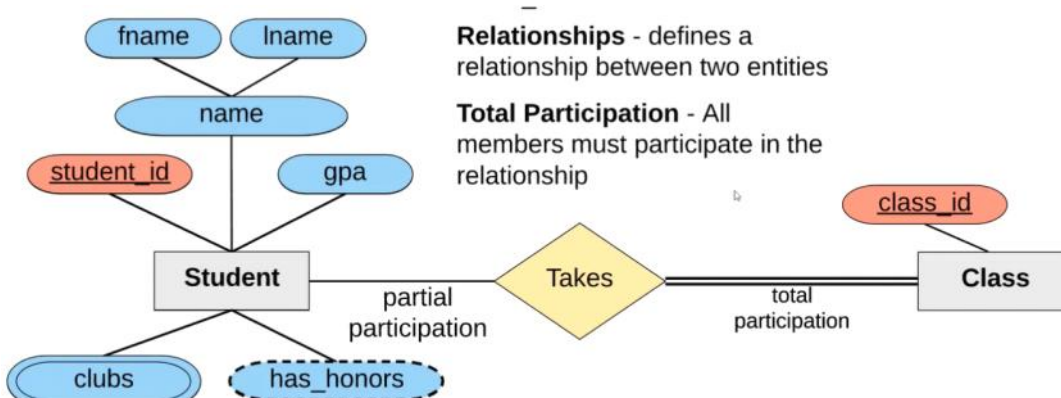 fname
lname
name
student_id
gpa
Relationships - defines a
relationship between two entities
Total Participation - All
members must participate in the
relationship
class_id
Student
partial
participation
Takes
total
participation
Class
clubs
has_honors